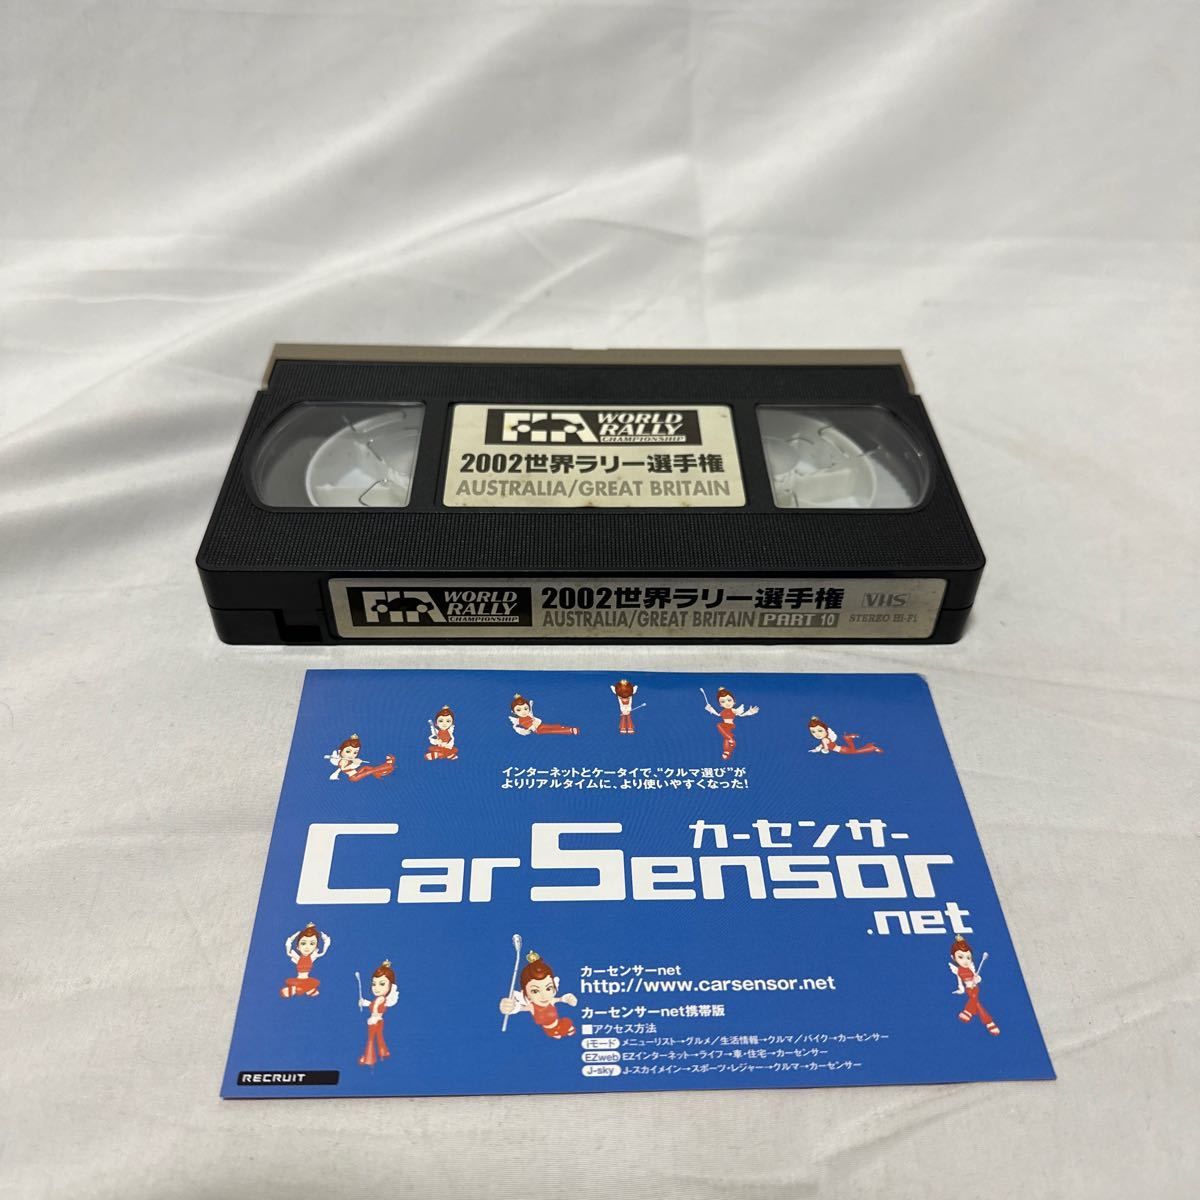 FIA WORLD
RALLY
CHAMPIONSHIP
2002世界ラリー選手権
AUSTRALIA/GREAT BRITAIN
FIA WORLD
RALLY
CHAMPIONSHIP
2002世界ラリー選手権 VHS
AUSTRALIA/GREAT BRITAIN PART 10 STEREO Hi-Fi
インターネットとケータイで、“クルマ選び”が
よりリアルタイムに、より使いやすくなった!
カーセンサー
CarSensor
.net
カーセンサーnet
http://www.carsensor.net
カーセンサーnet携帯版
■アクセス方法
iモード メニューリスト→グルメ/生活情報→クルマ/バイク→カーセンサー
EZweb EZインターネット→ライフ→車・住宅→カーセンサー
J-sky J-スカイメイン→スポーツ・レジャー→クルマ→カーセンサー
RECRUIT